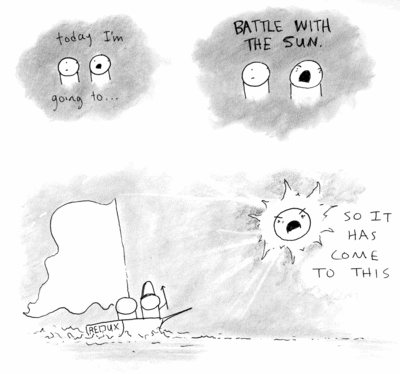 today I'm
going to...
BATTLE WITH
THE SUN.
SO IT
HAS
COME
TO THIS
REDUX